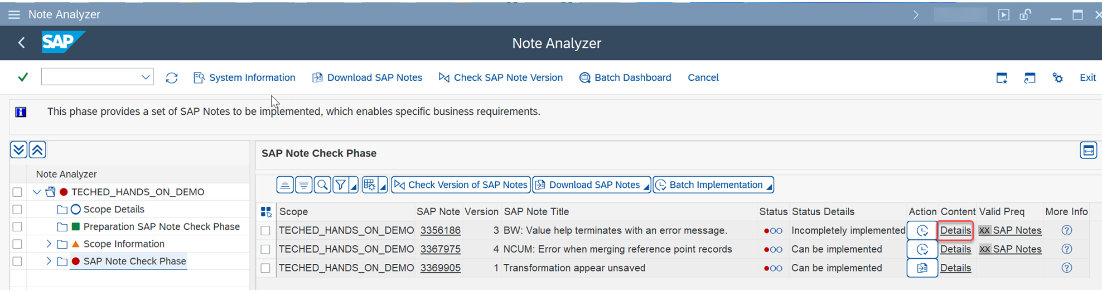 Note Analyzer
SAP Note Analyzer
System Information Download SAP Notes Check SAP Note Version Batch Dashboard Cancel Exit
This phase provides a set of SAP Notes to be implemented, which enables specific business requirements.
SAP Note Check Phase
Note Analyzer
TECHED_HANDS_ON_DEMO
Scope Details
Preparation SAP Note Check Phase
Scope Information
SAP Note Check Phase
Check Version of SAP Notes Download SAP Notes Batch Implementation
Scope SAP Note Version SAP Note Title Status Status Details Action Content Valid Preq More Info
TECHED_HANDS_ON_DEMO 3356186 3 BW: Value help terminates with an error message. Incompletely implemented Details XX SAP Notes
TECHED_HANDS_ON_DEMO 3367975 4 NCUM: Error when merging reference point records Can be implemented Details XX SAP Notes
TECHED_HANDS_ON_DEMO 3369905 1 Transformation appear unsaved Can be implemented Details